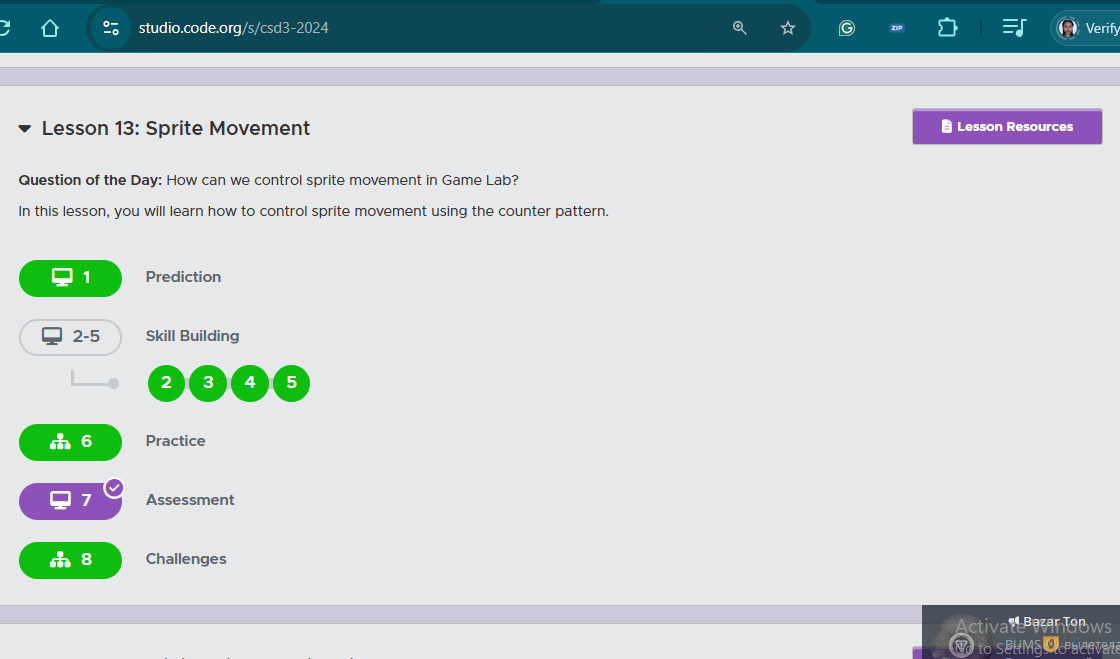 studio.code.org/s/csd3-2024
ZIP
Verify
Lesson 13: Sprite Movement
Lesson Resources
Question of the Day: How can we control sprite movement in Game Lab?
In this lesson, you will learn how to control sprite movement using the counter pattern.
1 Prediction
2-5 Skill Building
2 3 4 5
6 Practice
7 Assessment
8 Challenges
Activate Windows
Bazar Ton
Go to Settings to activate
BUMS